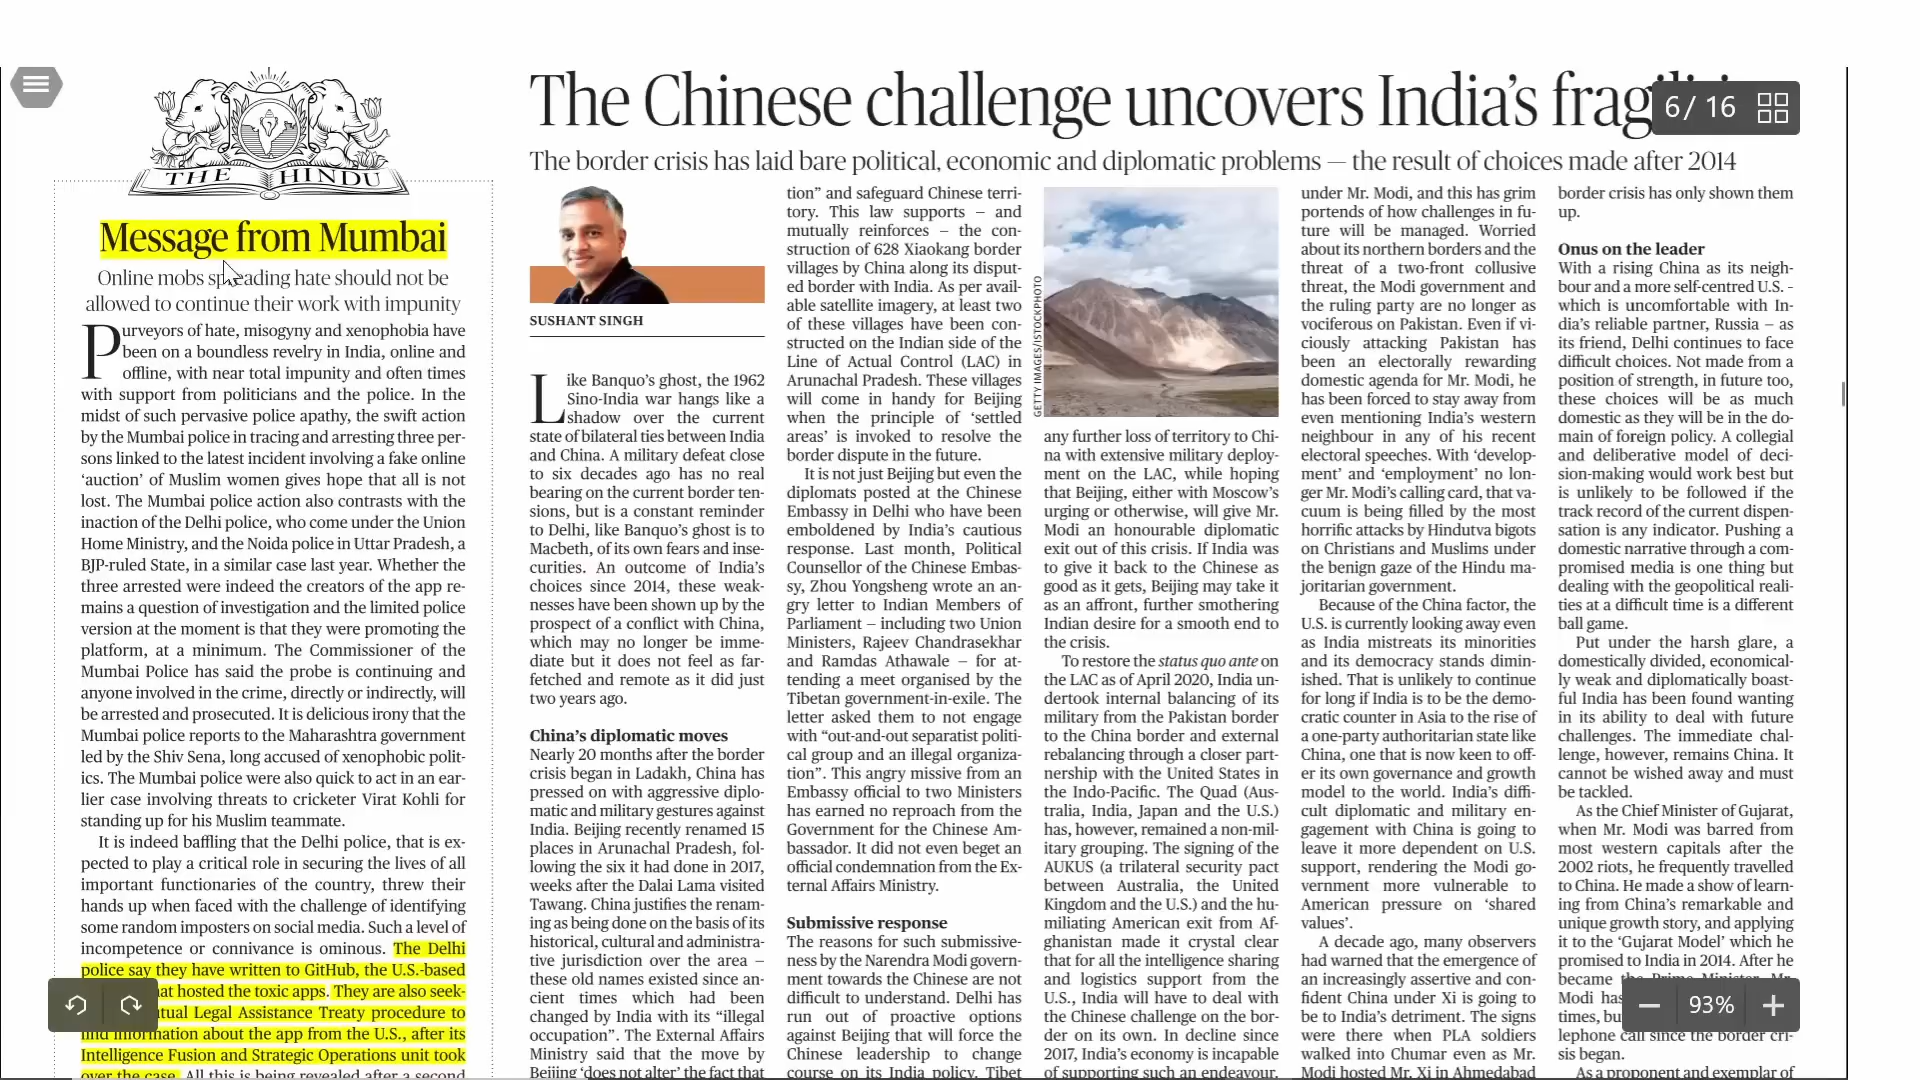 THE HINDU
Message from Mumbai
Online mobs spreading hate should not be
allowed to continue their work with impunity
Purveyors of hate, misogyny and xenophobia have
been on a boundless revelry in India, online and
offline, with near total impunity and often times
with support from politicians and the police. In the
midst of such pervasive police apathy, the swift action
by the Mumbai police in tracing and arresting three per-
sons linked to the latest incident involving a fake online
‘auction’ of Muslim women gives hope that all is not
lost. The Mumbai police action also contrasts with the
inaction of the Delhi police, who come under the Union
Home Ministry, and the Noida police in Uttar Pradesh, a
BJP-ruled State, in a similar case last year. Whether the
three arrested were indeed the creators of the app re-
mains a question of investigation and the limited police
version at the moment is that they were promoting the
platform, at a minimum. The Commissioner of the
Mumbai Police has said the probe is continuing and
anyone involved in the crime, directly or indirectly, will
be arrested and prosecuted. It is delicious irony that the
Mumbai police reports to the Maharashtra government
led by the Shiv Sena, long accused of xenophobic polit-
ics. The Mumbai police were also quick to act in an ear-
lier case involving threats to cricketer Virat Kohli for
standing up for his Muslim teammate.
It is indeed baffling that the Delhi police, that is ex-
pected to play a critical role in securing the lives of all
important functionaries of the country, threw their
hands up when faced with the challenge of identifying
some random imposters on social media. Such a level of
incompetence or connivance is ominous. The Delhi
police say they have written to GitHub, the U.S.-based
hosted the toxic apps. They are also seek-
Legal Assistance Treaty procedure to
find information about the app from the U.S., after its
Intelligence Fusion and Strategic Operations unit took
over the case. All this is being revealed after a second
The Chinese challenge uncovers India’s
The border crisis has laid bare political, economic and diplomatic problems — the result of choices made after 2014
SUSHANT SINGH
Like Banquo’s ghost, the 1962
Sino-India war hangs like a
shadow over the current
state of bilateral ties between India
and China. A military defeat close
to six decades ago has no real
bearing on the current border ten-
sions, but is a constant reminder
to Delhi, like Banquo’s ghost is to
Macbeth, of its own fears and inse-
curities. An outcome of India’s
choices since 2014, these weak-
nesses have been shown up by the
prospect of a conflict with China,
which may no longer be imme-
diate but it does not feel as far-
fetched and remote as it did just
two years ago.
China’s diplomatic moves
Nearly 20 months after the border
crisis began in Ladakh, China has
pressed on with aggressive diplo-
matic and military gestures against
India. Beijing recently renamed 15
places in Arunachal Pradesh, fol-
lowing the six it had done in 2017,
weeks after the Dalai Lama visited
Tawang. China justifies the renam-
ing as being done on the basis of its
historical, cultural and administra-
tive jurisdiction over the area –
these old names existed since an-
cient times which had been
changed by India with its “illegal
occupation”. The External Affairs
Ministry said that the move by
Beijing ‘does not alter’ the fact that
tion” and safeguard Chinese terri-
tory. This law supports – and
mutually reinforces – the con-
struction of 628 Xiaokang border
villages by China along its disput-
ed border with India. As per avail-
able satellite imagery, at least two
of these villages have been con-
structed on the Indian side of the
Line of Actual Control (LAC) in
Arunachal Pradesh. These villages
will come in handy for Beijing
when the principle of ‘settled
areas’ is invoked to resolve the
border dispute in the future.
It is not just Beijing but even the
diplomats posted at the Chinese
Embassy in Delhi who have been
emboldened by India’s cautious
response. Last month, Political
Counsellor of the Chinese Embas-
sy, Zhou Yongsheng wrote an an-
gry letter to Indian Members of
Parliament – including two Union
Ministers, Rajeev Chandrasekhar
and Ramdas Athawale – for at-
tending a meet organised by the
Tibetan government-in-exile. The
letter asked them to not engage
with “out-and-out separatist politi-
cal group and an illegal organiza-
tion”. This angry missive from an
Embassy official to two Ministers
has earned no reproach from the
Government for the Chinese Am-
bassador. It did not even beget an
official condemnation from the Ex-
ternal Affairs Ministry.
Submissive response
The reasons for such submissive-
ness by the Narendra Modi govern-
ment towards the Chinese are not
difficult to understand. Delhi has
run out of proactive options
against Beijing that will force the
Chinese leadership to change
course on its India policy. Tibet
GETTY IMAGES/ISTOCKPHOTO
any further loss of territory to Chi-
na with extensive military deploy-
ment on the LAC, while hoping
that Beijing, either with Moscow’s
urging or otherwise, will give Mr.
Modi an honourable diplomatic
exit out of this crisis. If India was
to give it back to the Chinese as
good as it gets, Beijing may take it
as an affront, further smothering
Indian desire for a smooth end to
the crisis.
To restore the status quo ante on
the LAC as of April 2020, India un-
dertook internal balancing of its
military from the Pakistan border
to the China border and external
rebalancing through a closer part-
nership with the United States in
the Indo-Pacific. The Quad (Aus-
tralia, India, Japan and the U.S.)
has, however, remained a non-mil-
itary grouping. The signing of the
AUKUS (a trilateral security pact
between Australia, the United
Kingdom and the U.S.) and the hu-
miliating American exit from Af-
ghanistan made it crystal clear
that for all the intelligence sharing
and logistics support from the
U.S., India will have to deal with
the Chinese challenge on the bor-
der on its own. In decline since
2017, India’s economy is incapable
of supporting such an endeavour.
under Mr. Modi, and this has grim
portends of how challenges in fu-
ture will be managed. Worried
about its northern borders and the
threat of a two-front collusive
threat, the Modi government and
the ruling party are no longer as
vociferous on Pakistan. Even if vi-
ciously attacking Pakistan has
been an electorally rewarding
domestic agenda for Mr. Modi, he
has been forced to stay away from
even mentioning India’s western
neighbour in any of his recent
electoral speeches. With ‘develop-
ment’ and ‘employment’ no lon-
ger Mr. Modi’s calling card, that va-
cuum is being filled by the most
horrific attacks by Hindutva bigots
on Christians and Muslims under
the benign gaze of the Hindu ma-
joritarian government.
Because of the China factor, the
U.S. is currently looking away even
as India mistreats its minorities
and its democracy stands dimin-
ished. That is unlikely to continue
for long if India is to be the demo-
cratic counter in Asia to the rise of
a one-party authoritarian state like
China, one that is now keen to off-
er its own governance and growth
model to the world. India’s diffi-
cult diplomatic and military en-
gagement with China is going to
leave it more dependent on U.S.
support, rendering the Modi go-
vernment more vulnerable to
American pressure on ‘shared
values’.
A decade ago, many observers
had warned that the emergence of
an increasingly assertive and con-
fident China under Xi is going to
be to India’s detriment. The signs
were there when PLA soldiers
walked into Chumar even as Mr.
Modi hosted Mr. Xi in Ahmedabad
border crisis has only shown them
up.
Onus on the leader
With a rising China as its neigh-
bour and a more self-centred U.S. -
which is uncomfortable with In-
dia’s reliable partner, Russia – as
its friend, Delhi continues to face
difficult choices. Not made from a
position of strength, in future too,
these choices will be as much
domestic as they will be in the do-
main of foreign policy. A collegial
and deliberative model of deci-
sion-making would work best but
is unlikely to be followed if the
track record of the current dispen-
sation is any indicator. Pushing a
domestic narrative through a com-
promised media is one thing but
dealing with the geopolitical reali-
ties at a difficult time is a different
ball game.
Put under the harsh glare, a
domestically divided, economical-
ly weak and diplomatically boast-
ful India has been found wanting
in its ability to deal with future
challenges. The immediate chal-
lenge, however, remains China. It
cannot be wished away and must
be tackled.
As the Chief Minister of Gujarat,
when Mr. Modi was barred from
most western capitals after the
2002 riots, he frequently travelled
to China. He made a show of learn-
ing from China’s remarkable and
unique growth story, and applying
it to the ‘Gujarat Model’ which he
promised to India in 2014. After he
became the Prime Minister, Mr.
Modi has
times,
lephone call since the border cri-
sis began.
As a proponent and exemplar of
6/ 16
93%